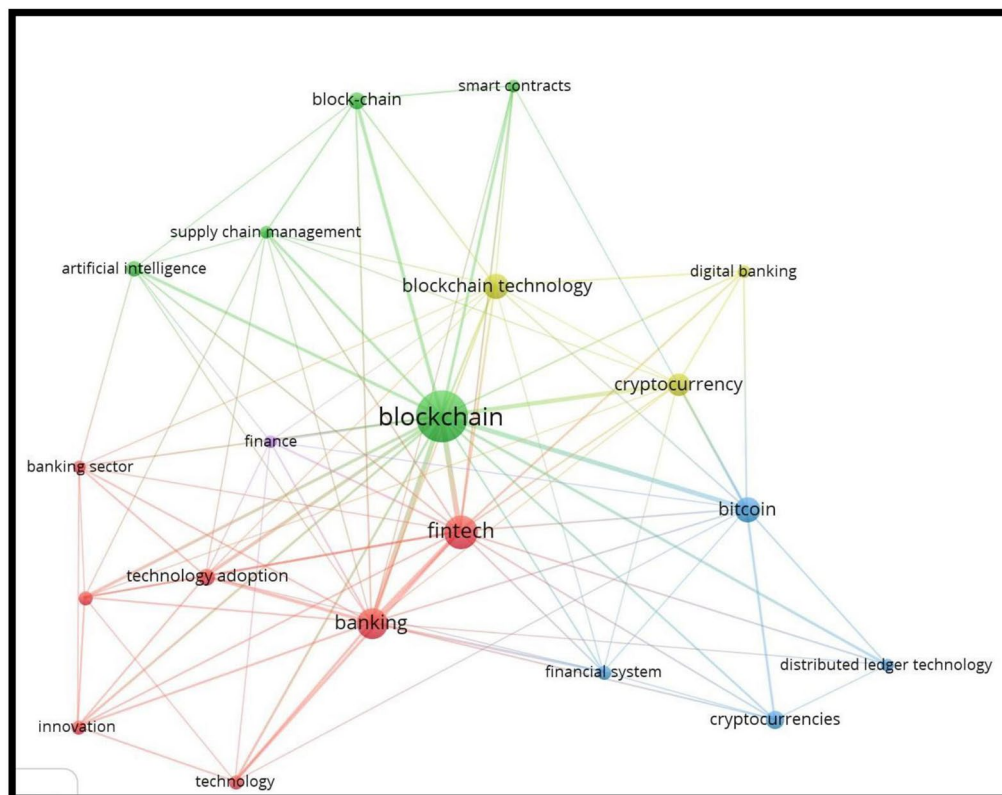 smart contracts
block-chain
supply chain management
artificial intelligence
blockchain technology
digital banking
cryptocurrency
blockchain
finance
banking sector
bitcoin
fintech
technology adoption
banking
distributed ledger technology
financial system
cryptocurrencies
innovation
technology